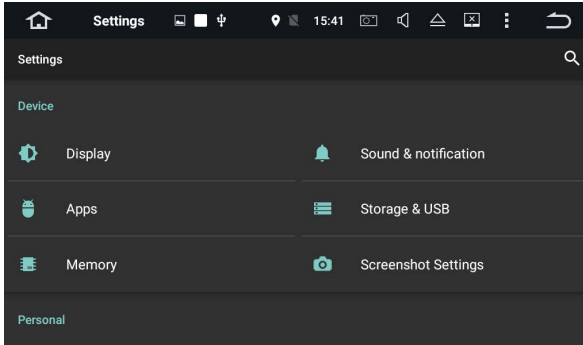 Settings 15:41
Settings
Device
Display Sound & notification
Apps Storage & USB
Memory Screenshot Settings
Personal